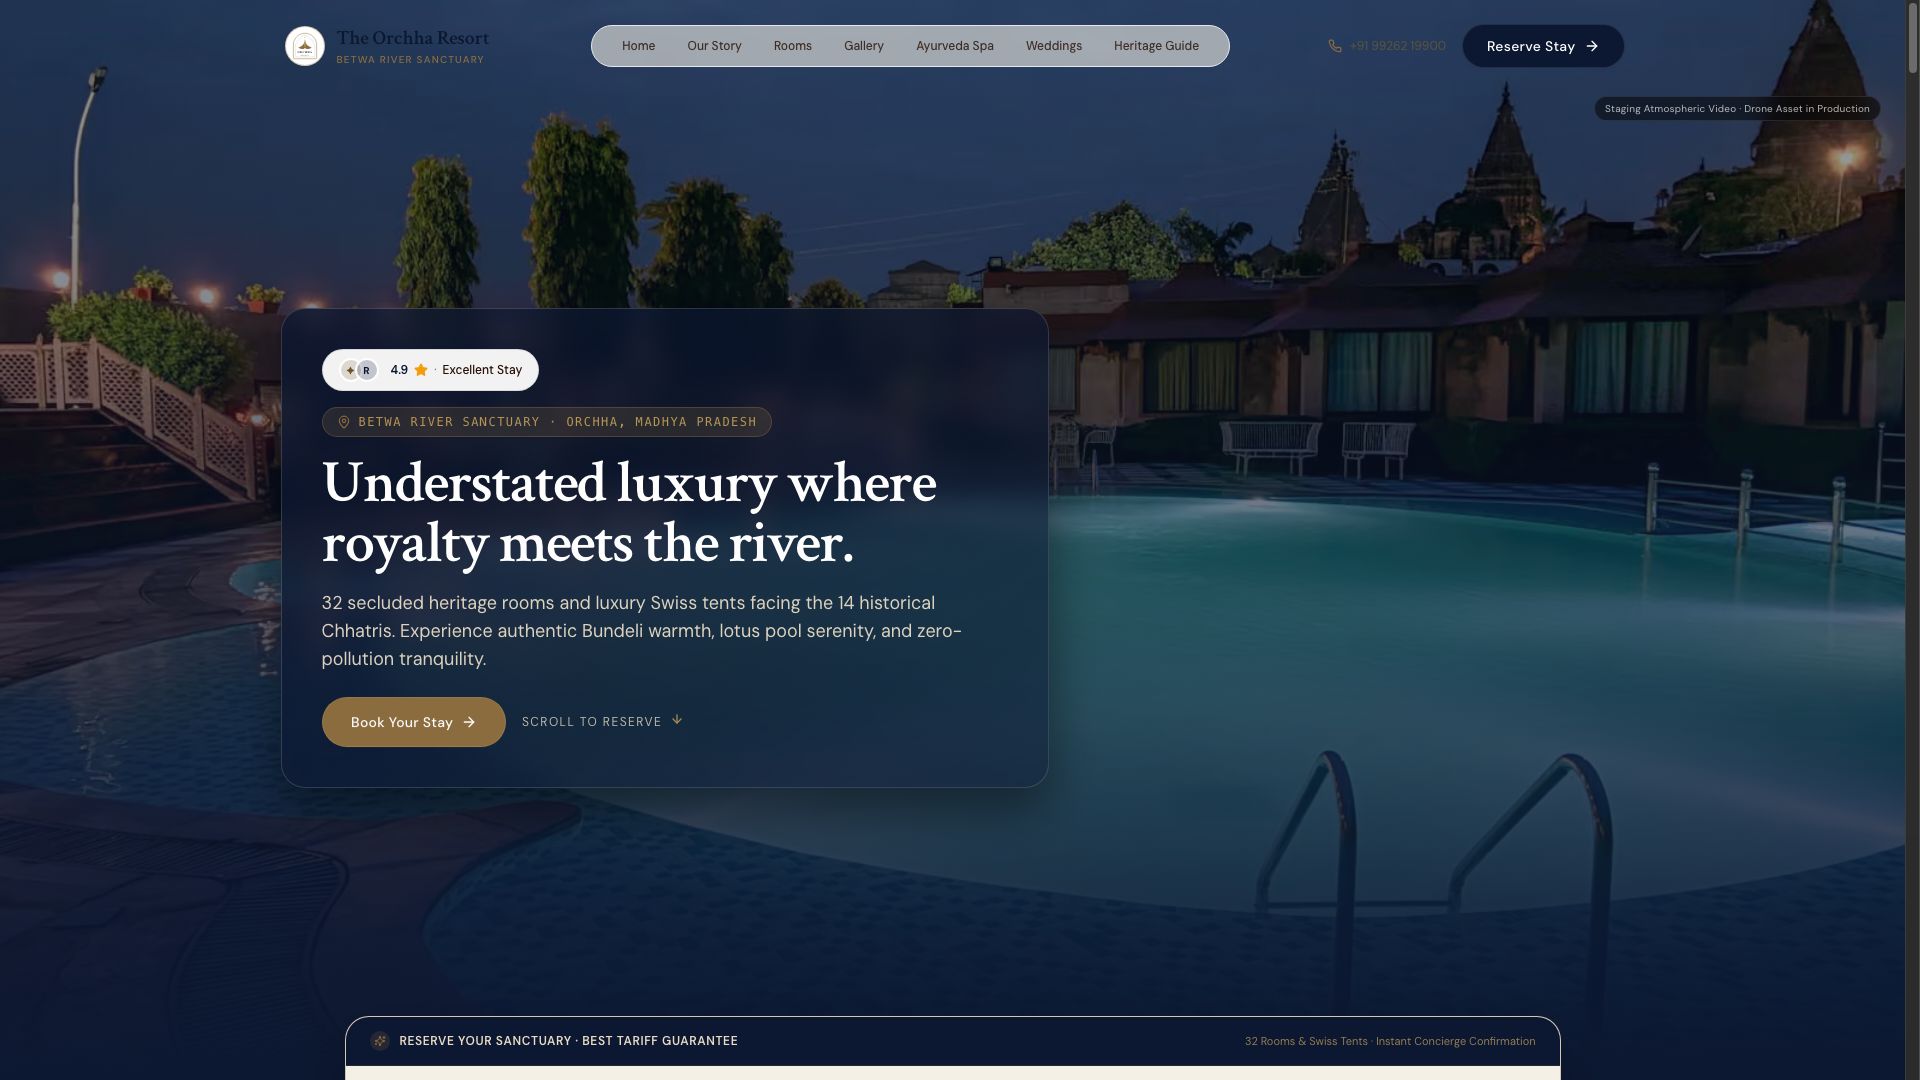 The Orchha Resort
BETWA RIVER SANCTUARY
Home
Our Story
Rooms
Gallery
Ayurveda Spa
Weddings
Heritage Guide
+91 99262 19900
Reserve Stay
Staging Atmospheric Video · Drone Asset in Production
R
4.9 · Excellent Stay
BETWA RIVER SANCTUARY · ORCHHA, MADHYA PRADESH
Understated luxury where
royalty meets the river.
32 secluded heritage rooms and luxury Swiss tents facing the 14 historical
Chhatris. Experience authentic Bundeli warmth, lotus pool serenity, and zero-
pollution tranquility.
Book Your Stay
SCROLL TO RESERVE
RESERVE YOUR SANCTUARY · BEST TARIFF GUARANTEE
32 Rooms & Swiss Tents · Instant Concierge Confirmation